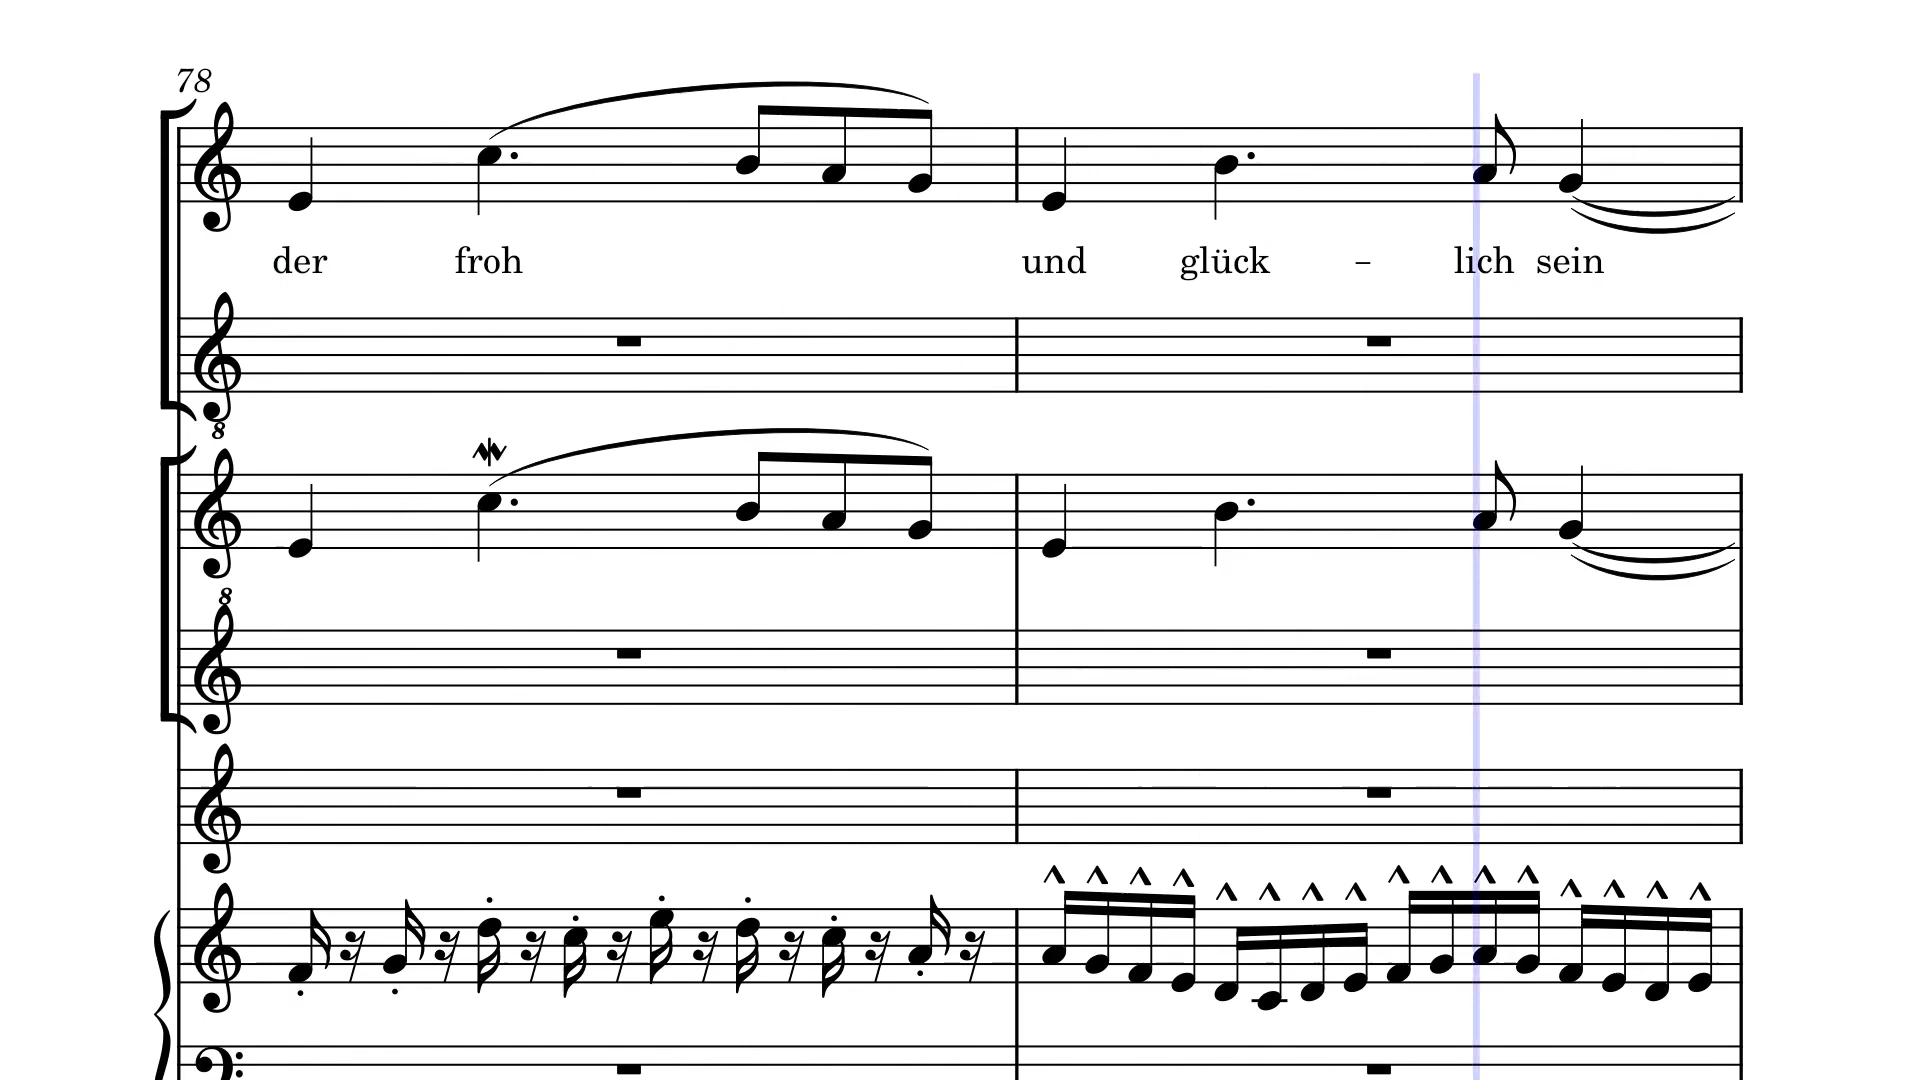 78
der froh und glück – lich sein
8
8